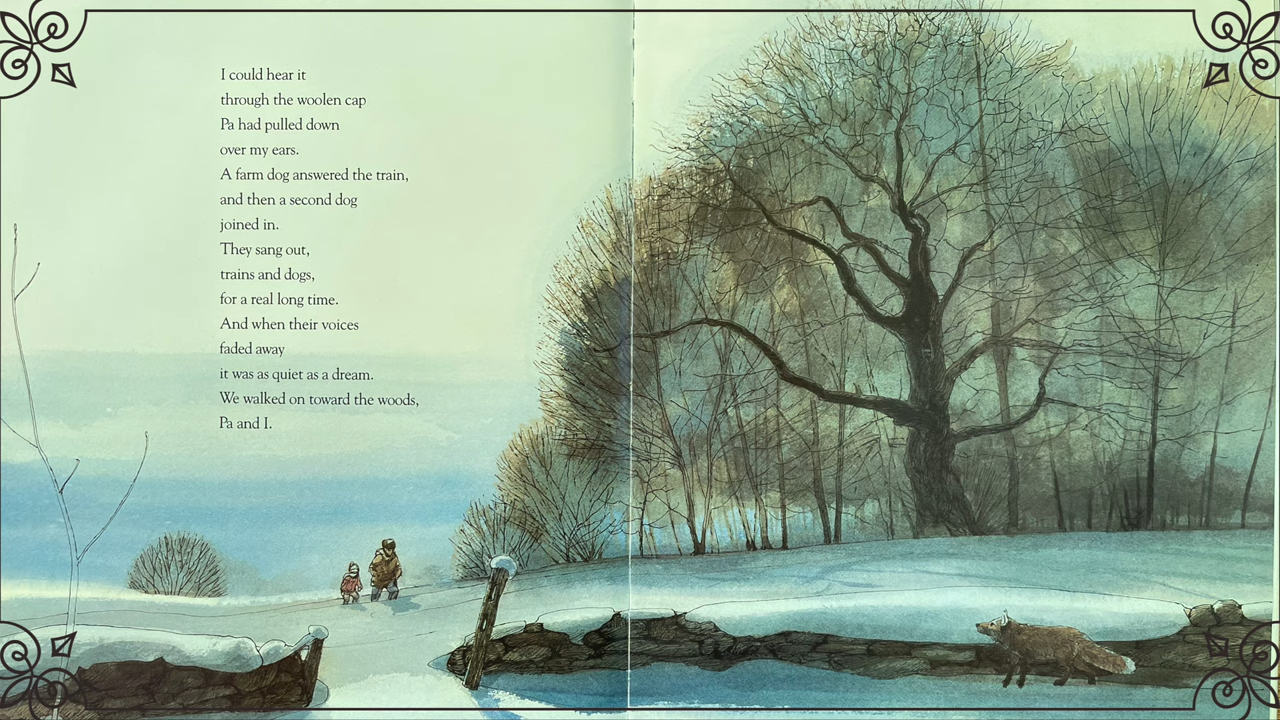 I could hear it
through the woolen cap
Pa had pulled down
over my ears.
A farm dog answered the train,
and then a second dog
joined in.
They sang out,
trains and dogs,
for a real long time.
And when their voices
faded away
it was as quiet as a dream.
We walked on toward the woods,
Pa and I.